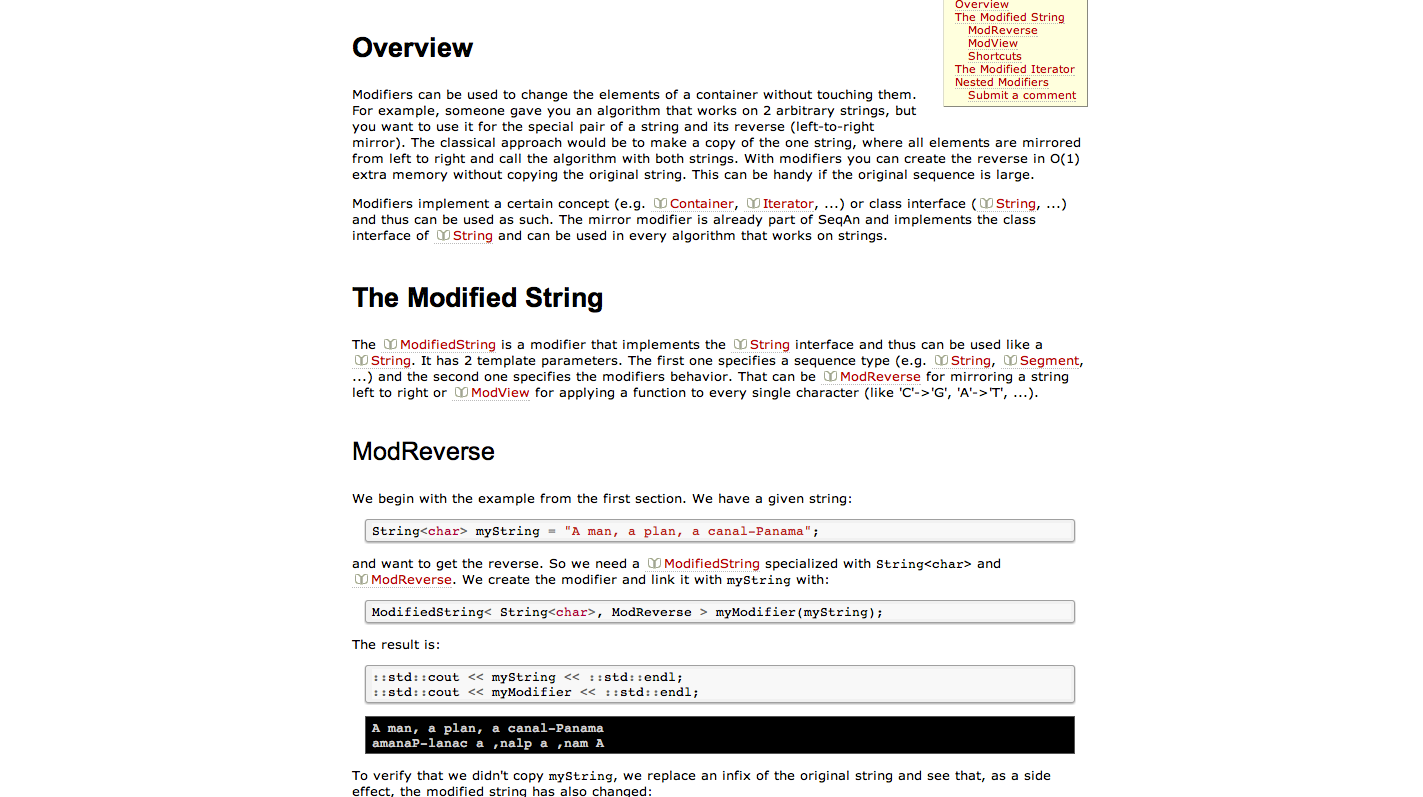 Overview
The Modified String
ModReverse
ModView
Shortcuts
The Modified Iterator
Nested Modifiers
Submit a comment
Overview
Modifiers can be used to change the elements of a container without touching them.
For example, someone gave you an algorithm that works on 2 arbitrary strings, but
you want to use it for the special pair of a string and its reverse (left-to-right
mirror). The classical approach would be to make a copy of the one string, where all elements are mirrored
from left to right and call the algorithm with both strings. With modifiers you can create the reverse in O(1)
extra memory without copying the original string. This can be handy if the original sequence is large.
Modifiers implement a certain concept (e.g. Container, Iterator, ...) or class interface (String, ...)
and thus can be used as such. The mirror modifier is already part of SeqAn and implements the class
interface of String and can be used in every algorithm that works on strings.
The Modified String
The ModifiedString is a modifier that implements the String interface and thus can be used like a
String. It has 2 template parameters. The first one specifies a sequence type (e.g. String, Segment,
...) and the second one specifies the modifiers behavior. That can be ModReverse for mirroring a string
left to right or ModView for applying a function to every single character (like 'C'->'G', 'A'->'T', ...).
ModReverse
We begin with the example from the first section. We have a given string:
String<char> myString = "A man, a plan, a canal-Panama";
and want to get the reverse. So we need a ModifiedString specialized with String<char> and
ModReverse. We create the modifier and link it with myString with:
ModifiedString< String<char>, ModReverse > myModifier(myString);
The result is:
::std::cout << myString << ::std::endl;
::std::cout << myModifier << ::std::endl;
A man, a plan, a canal-Panama
amanaP-lanac a ,nalp a ,nam A
To verify that we didn't copy myString, we replace an infix of the original string and see that, as a side
effect, the modified string has also changed: